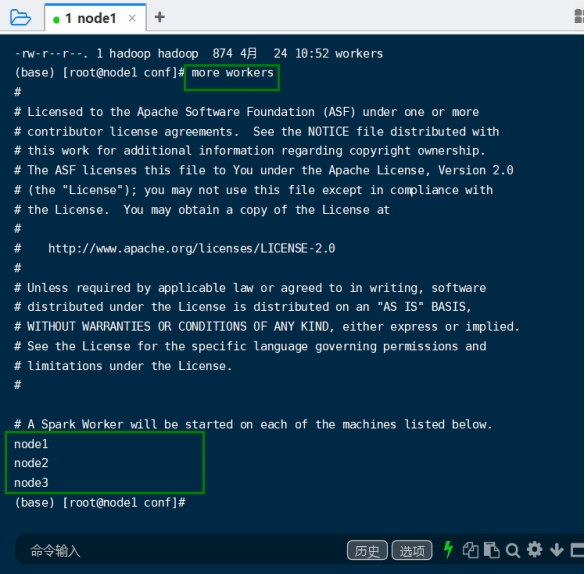 1 node1 × +
-rw-r--r--. 1 hadoop hadoop  874 4月  24 10:52 workers
(base) [root@node1 conf]# more workers
#
# Licensed to the Apache Software Foundation (ASF) under one or more
# contributor license agreements.  See the NOTICE file distributed with
# this work for additional information regarding copyright ownership.
# The ASF licenses this file to You under the Apache License, Version 2.0
# (the "License"); you may not use this file except in compliance with
# the License.  You may obtain a copy of the License at
#
#    http://www.apache.org/licenses/LICENSE-2.0
#
# Unless required by applicable law or agreed to in writing, software
# distributed under the License is distributed on an "AS IS" BASIS,
# WITHOUT WARRANTIES OR CONDITIONS OF ANY KIND, either express or implied.
# See the License for the specific language governing permissions and
# limitations under the License.
#
# A Spark Worker will be started on each of the machines listed below.
node1
node2
node3
(base) [root@node1 conf]#
命令输入 历史 选项